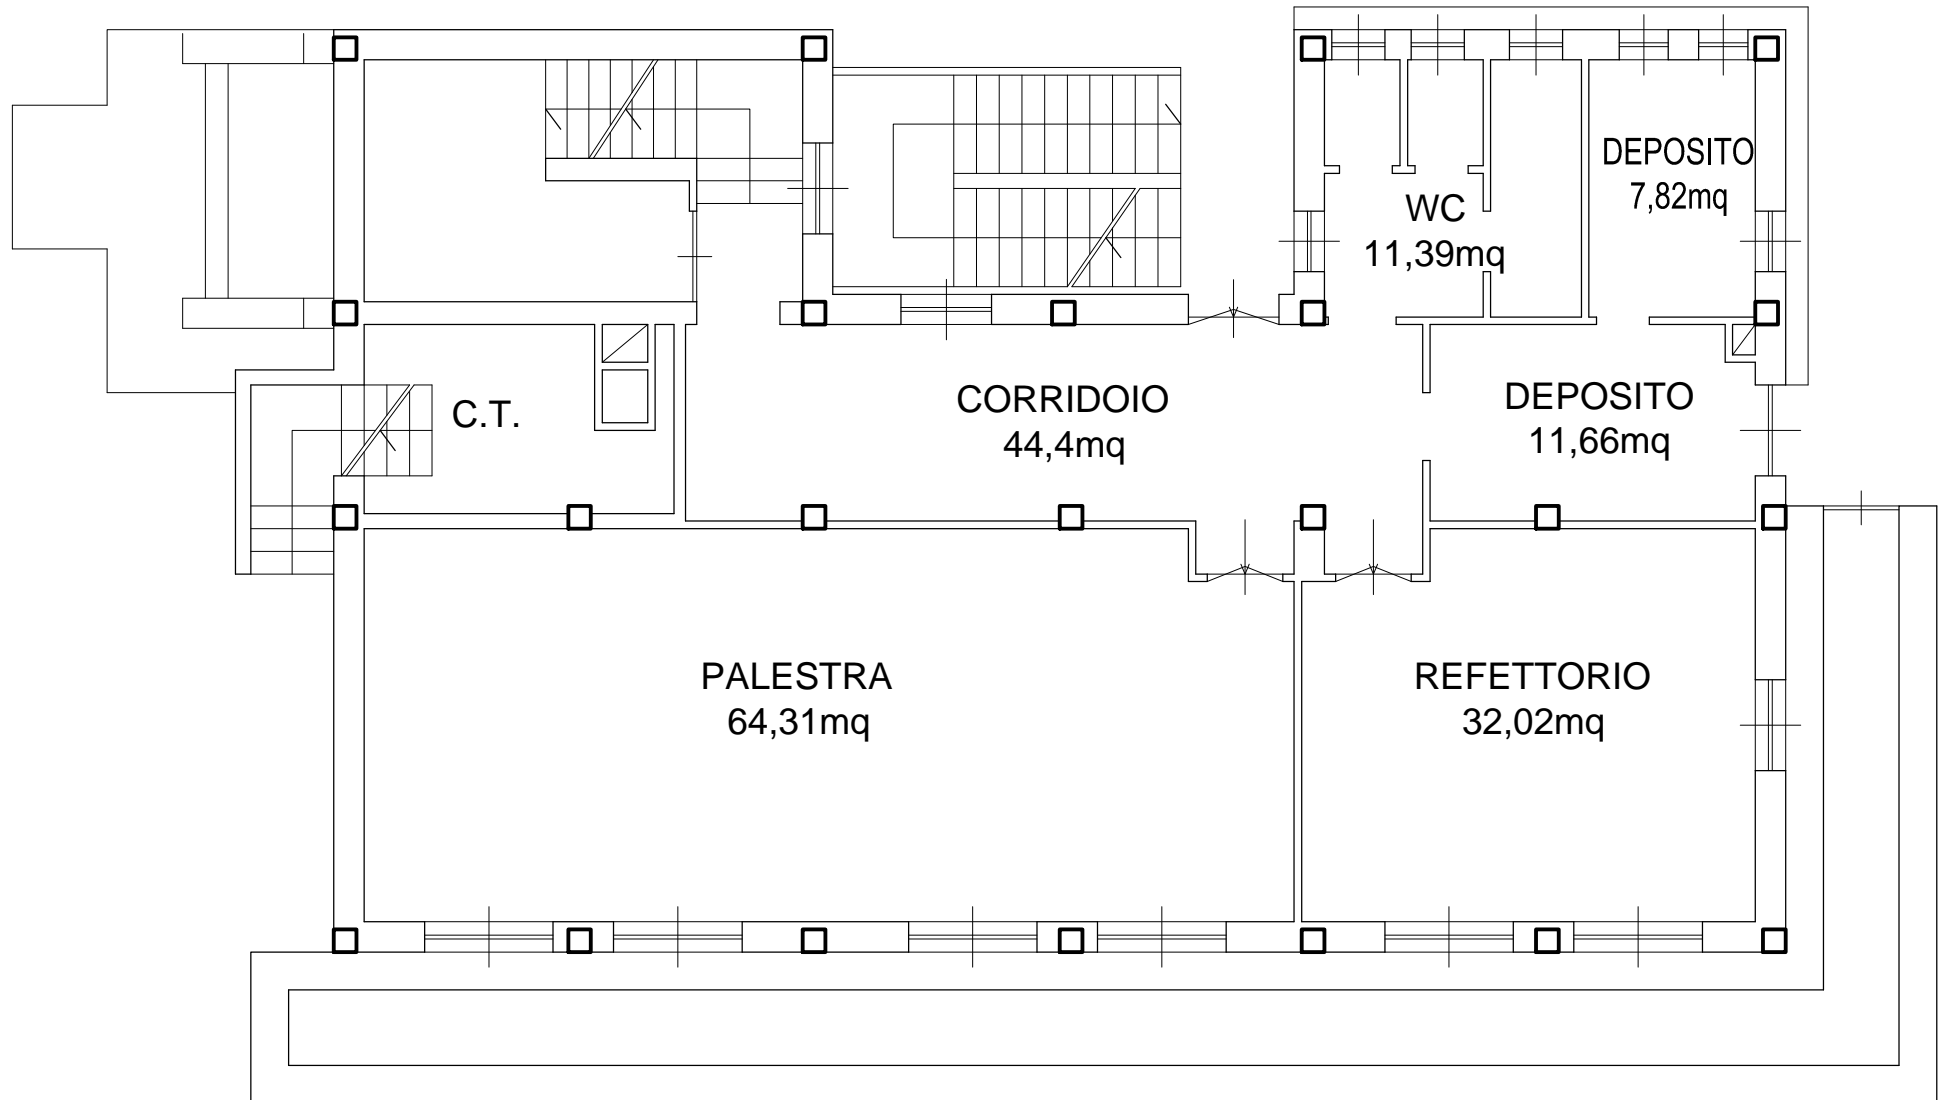 DEPOSITO
7,82mq
WC
11,39mq
C.T.
CORRIDOIO
44,4mq
DEPOSITO
11,66mq
PALESTRA
64,31mq
REFETTORIO
32,02mq